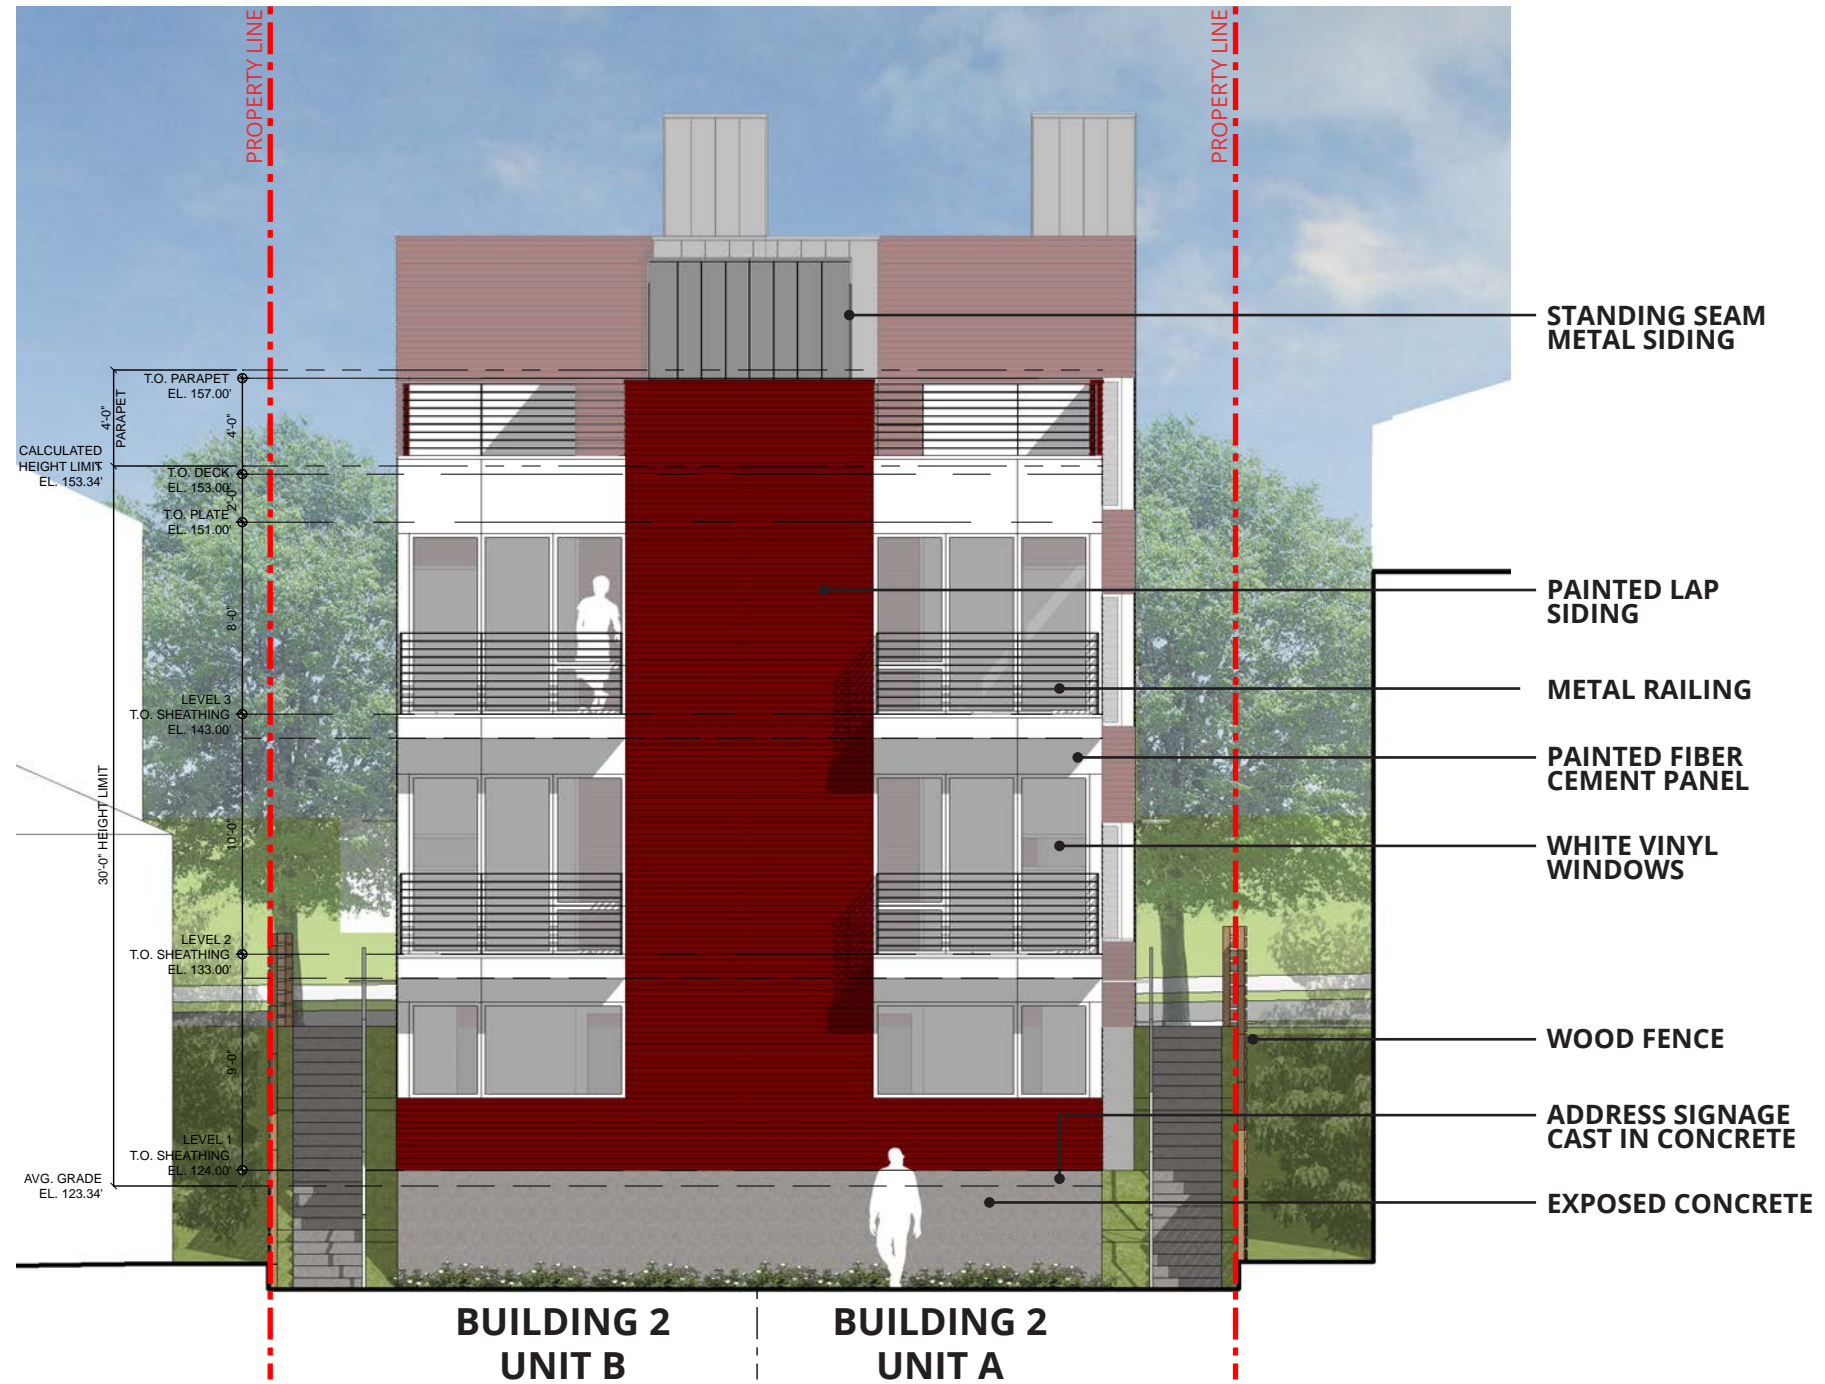 PROPERTY LINE
PROPERTY LINE
STANDING SEAM
METAL SIDING
T.O. PARAPET
EL. 157.00'
4'-0"
PARAPET
4'-0"
CALCULATED
HEIGHT LIMIT
EL. 153.34'
T.O. DECK
EL. 153.00'
2'-0"
T.O. PLATE
EL. 151.00'
PAINTED LAP
SIDING
8'-0"
METAL RAILING
LEVEL 3
T.O. SHEATHING
EL. 143.00'
PAINTED FIBER
CEMENT PANEL
30'-0" HEIGHT LIMIT
10'-0"
WHITE VINYL
WINDOWS
LEVEL 2
T.O. SHEATHING
EL. 133.00'
WOOD FENCE
9'-0"
ADDRESS SIGNAGE
CAST IN CONCRETE
LEVEL 1
T.O. SHEATHING
EL. 124.00'
AVG. GRADE
EL. 123.34'
EXPOSED CONCRETE
BUILDING 2
UNIT B
BUILDING 2
UNIT A